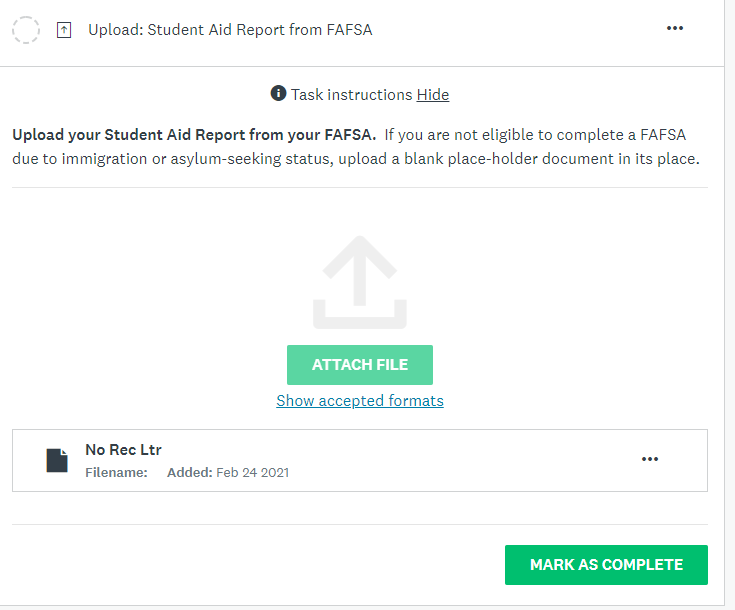 Upload: Student Aid Report from FAFSA
Task instructions Hide
Upload your Student Aid Report from your FAFSA. If you are not eligible to complete a FAFSA
due to immigration or asylum-seeking status, upload a blank place-holder document in its place.
ATTACH FILE
Show accepted formats
No Rec Ltr
Filename: Added: Feb 24 2021
MARK AS COMPLETE